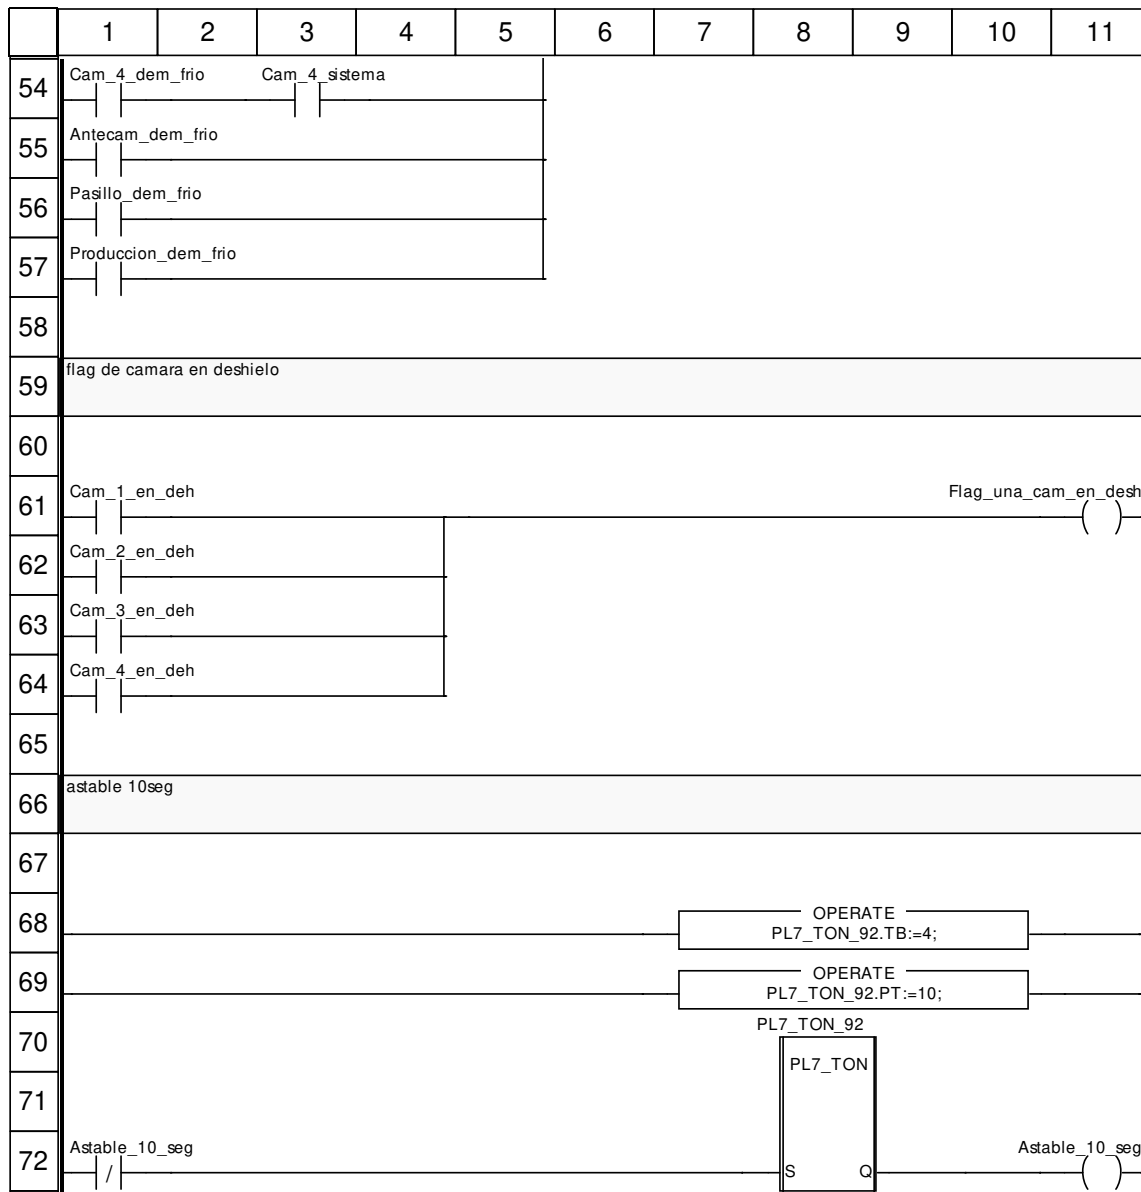 1 2 3 4 5 6 7 8 9 10 11
54 Cam_4_dem_frio Cam_4_sistema
55 Antecam_dem_frio
56 Pasillo_dem_frio
57 Produccion_dem_frio
58
59 flag de camara en deshielo
60
61 Cam_1_en_deh Flag_una_cam_en_desh
62 Cam_2_en_deh
63 Cam_3_en_deh
64 Cam_4_en_deh
65
66 astable 10seg
67
68 OPERATE
PL7_TON_92.TB:=4;
69 OPERATE
PL7_TON_92.PT:=10;
70 PL7_TON_92
PL7_TON
71
72 Astable_10_seg Astable_10_seg
/ S Q